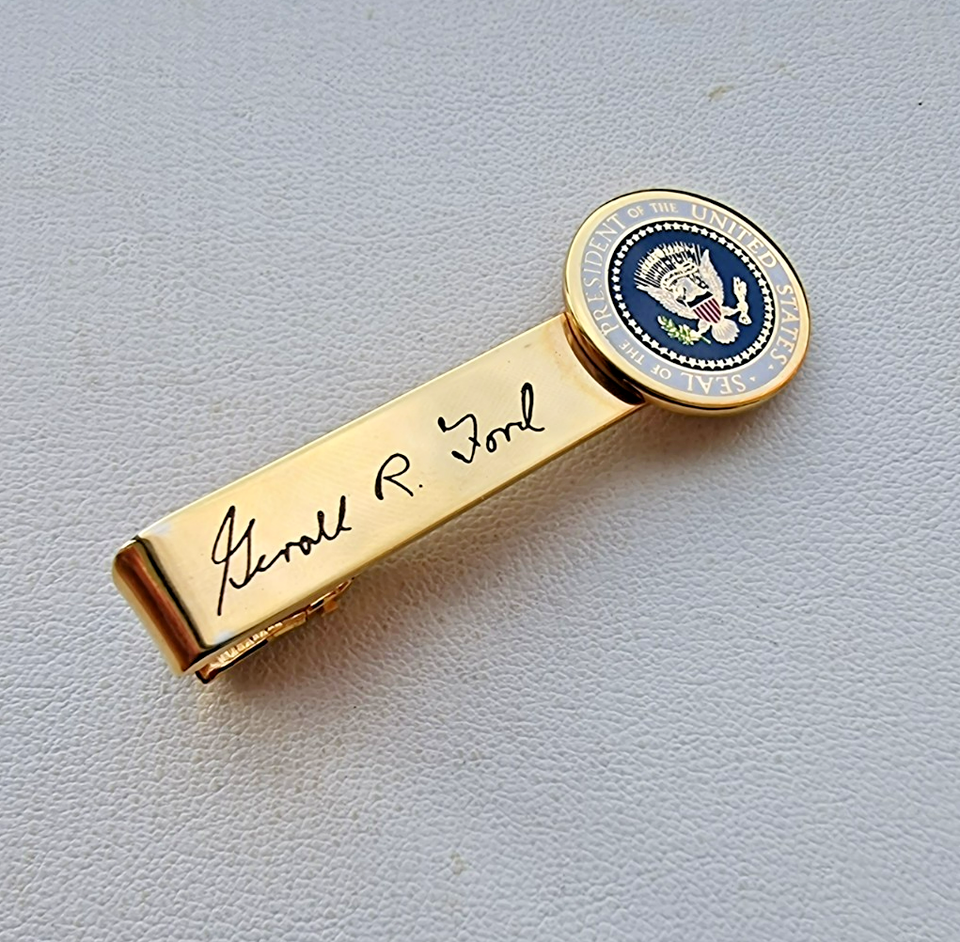 Gerald R. Ford
SEAL OF THE PRESIDENT OF THE UNITED STATES